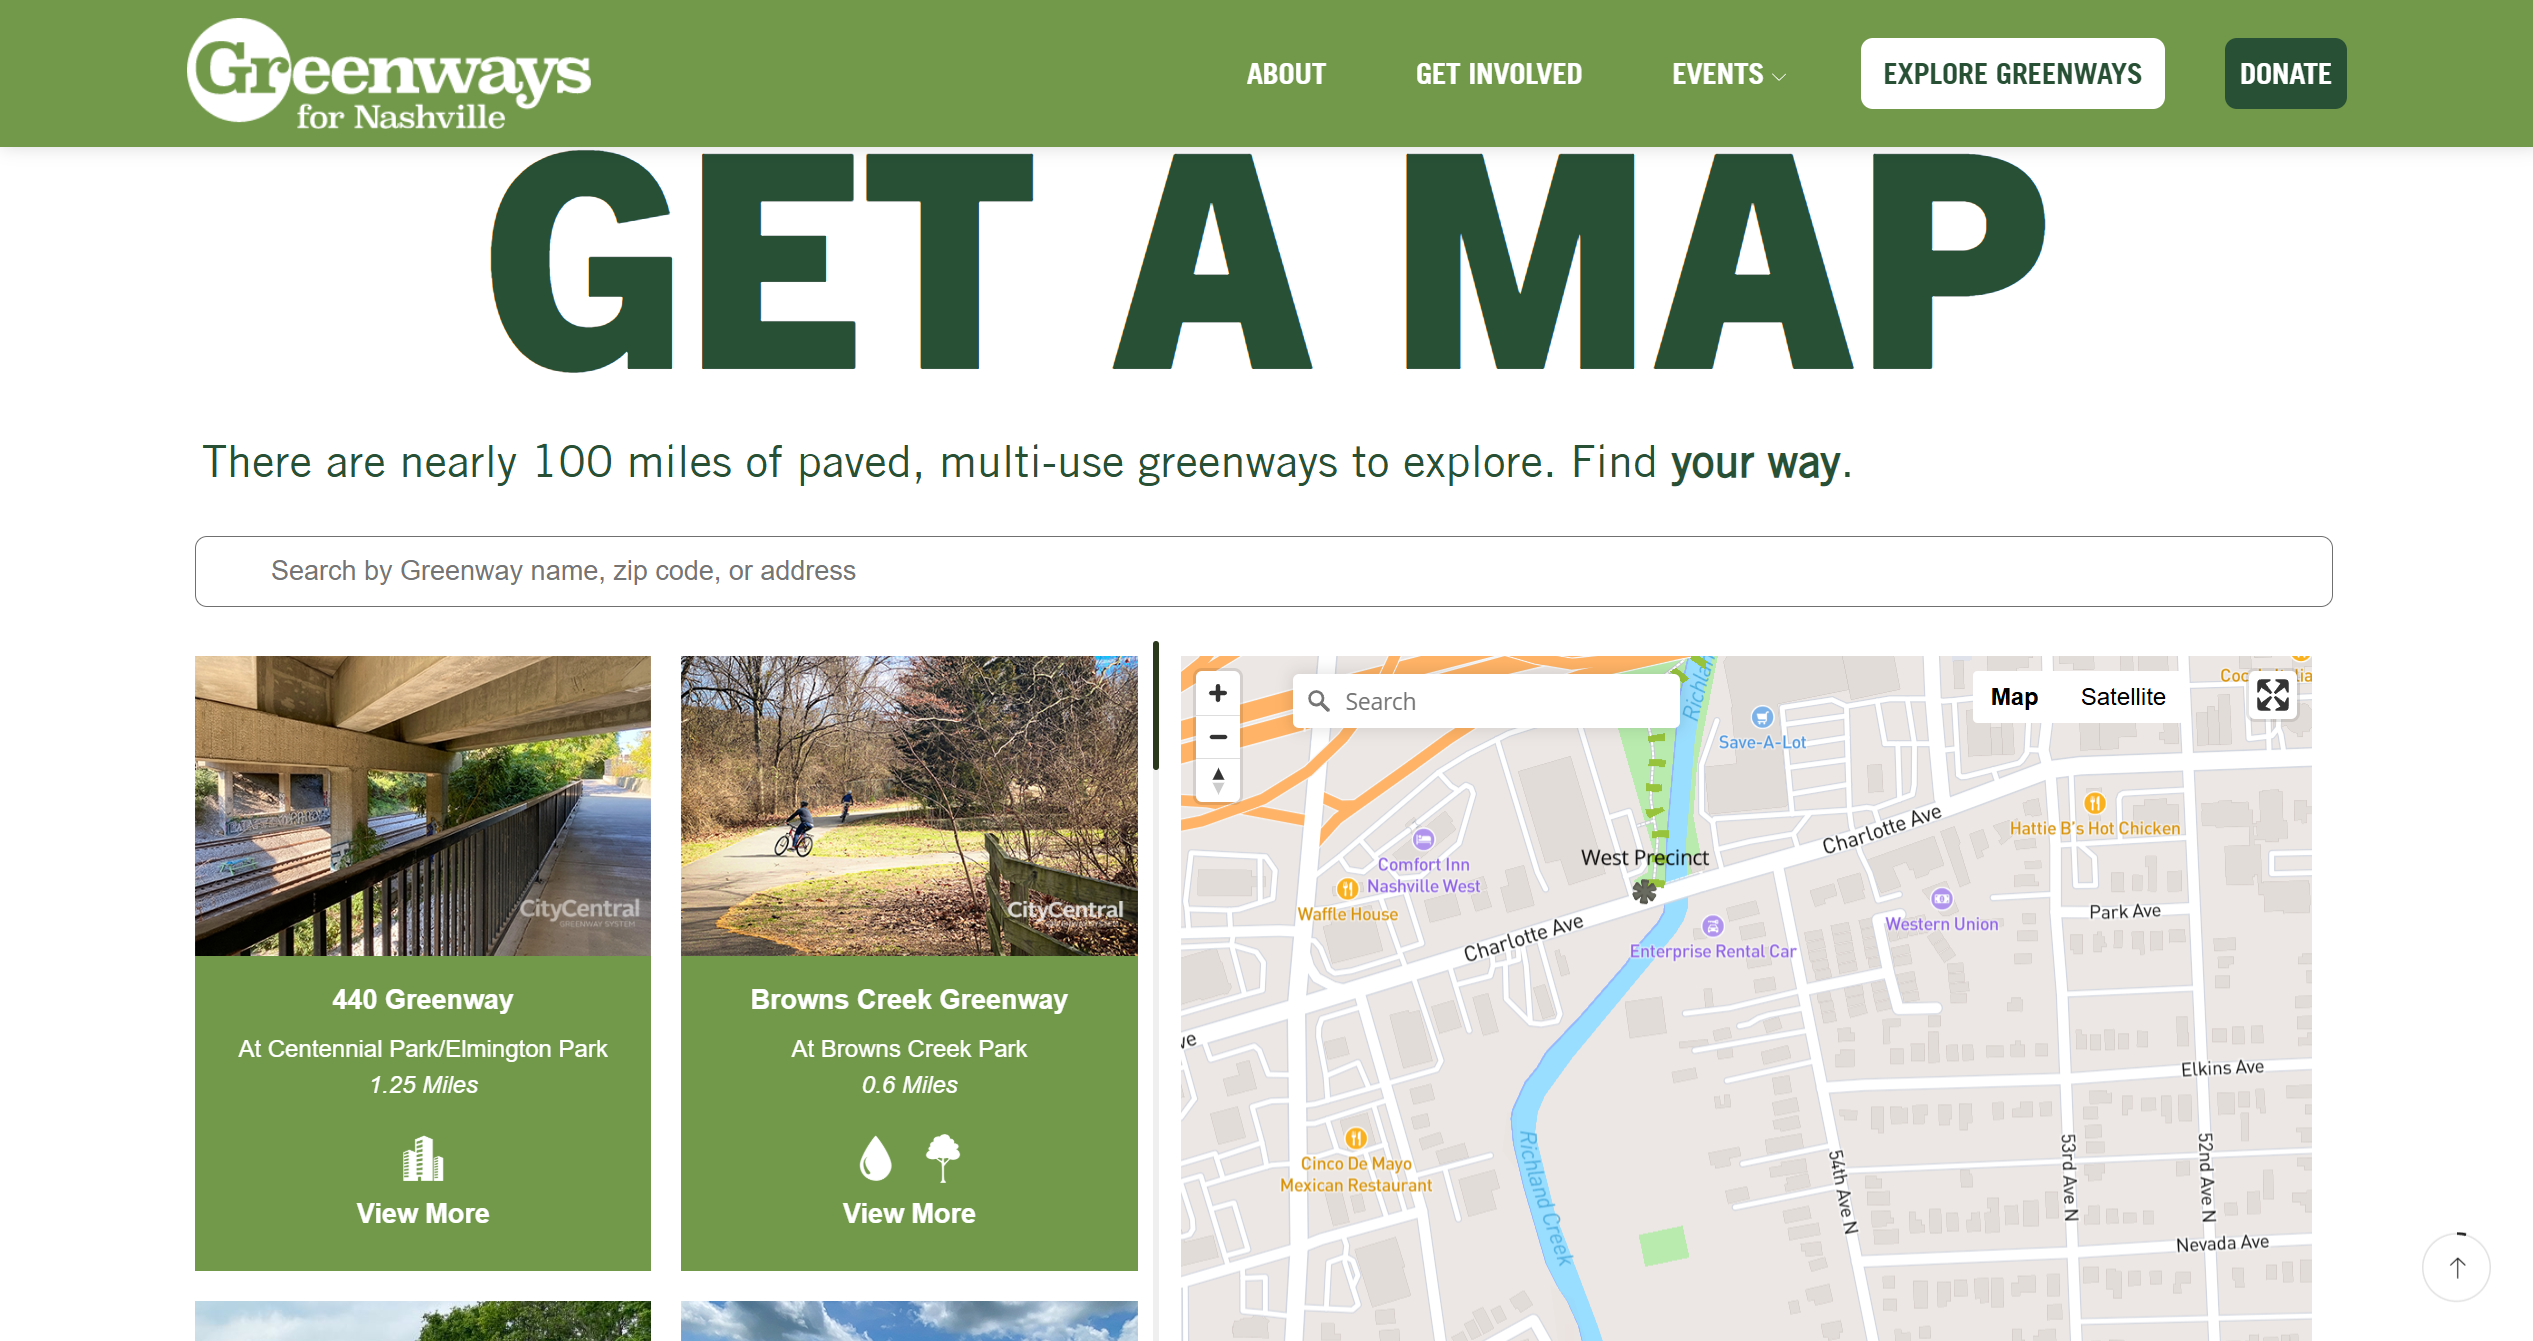 Greenways
for Nashville
ABOUT
GET INVOLVED
EVENTS
EXPLORE GREENWAYS
DONATE
GET A MAP
There are nearly 100 miles of paved, multi-use greenways to explore. Find your way.
Search by Greenway name, zip code, or address
CityCentral
GREENWAY SYSTEM
440 Greenway
At Centennial Park/Elmington Park
1.25 Miles
View More
CityCentral
Browns Creek Greenway
At Browns Creek Park
0.6 Miles
View More
Search
Map
Satellite
Save-A-Lot
Charlotte Ave
Hattie B's Hot Chicken
West Precinct
Comfort Inn
Nashville West
Waffle House
Charlotte Ave
Enterprise Rental Car
Western Union
Park Ave
Elkins Ave
Cinco De Mayo
Mexican Restaurant
Richland Creek
54th Ave N
53rd Ave N
52nd Ave N
Nevada Ave